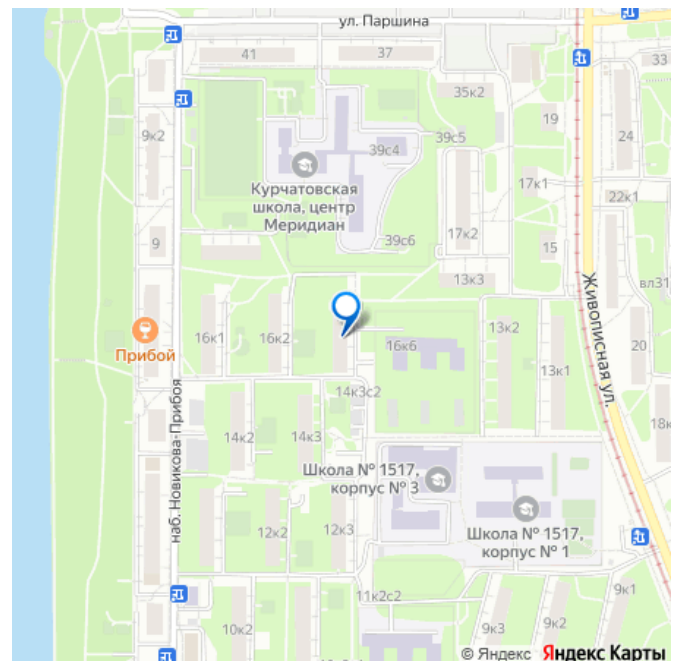 ул. Паршина
41
37
33
35к2
9к2
19
24
39с5
39с4
Курчатовская
школа, центр
Меридиан
17к1
22к1
17к2
9
39с6
15
13к3
вл31
Живописная ул.
Прибой
16к1
16к2
16к6
13к2
20
13к1
14к3с2
наб. Новикова-Прибоя
18к
14к2
14к3
Школа № 1517,
корпус № 3
12к2
12к3
Школа № 1517,
корпус № 1
11к2с2
9к1
10к2
9к3
9к2
© Яндекс Яндекс Карты